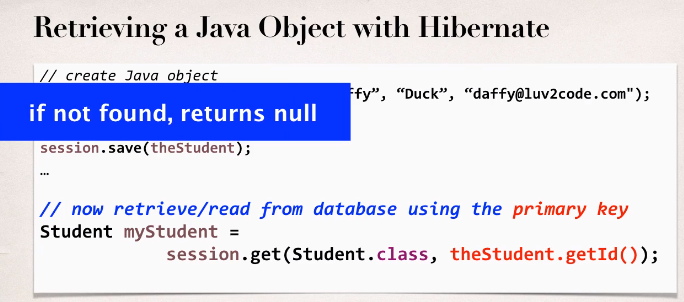 Retrieving a Java Object with Hibernate
// create Java object
if not found, returns null
fy”, “Duck”, “daffy@luv2code.com");
session.save(theStudent);
…
// now retrieve/read from database using the primary key
Student myStudent =
session.get(Student.class, theStudent.getId());